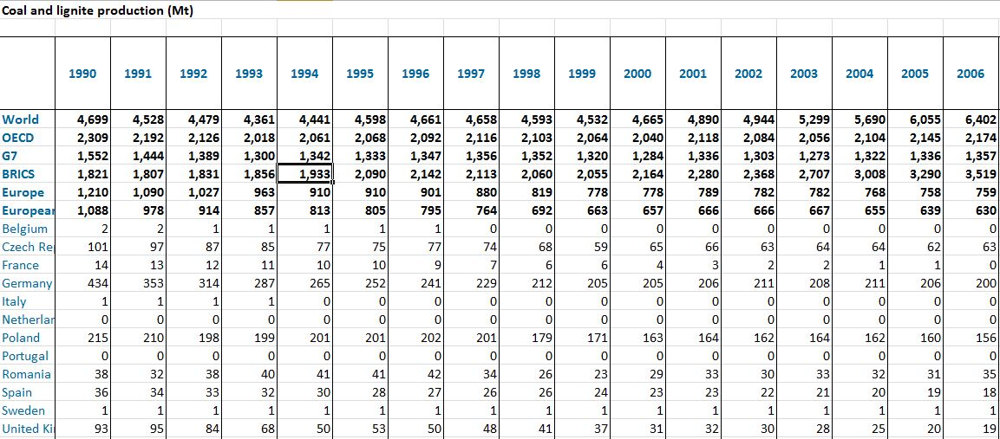 Coal and lignite production (Mt)
1990 1991 1992 1993 1994 1995 1996 1997 1998 1999 2000 2001 2002 2003 2004 2005 2006
World 4,699 4,528 4,479 4,361 4,441 4,598 4,661 4,658 4,593 4,532 4,665 4,890 4,944 5,299 5,690 6,055 6,402
OECD 2,309 2,192 2,126 2,018 2,061 2,068 2,092 2,116 2,103 2,064 2,040 2,118 2,084 2,056 2,104 2,145 2,174
G7 1,552 1,444 1,389 1,300 1,342 1,333 1,347 1,356 1,352 1,320 1,284 1,336 1,303 1,273 1,322 1,336 1,357
BRICS 1,821 1,807 1,831 1,856 1,933 2,090 2,142 2,113 2,060 2,055 2,164 2,280 2,368 2,707 3,008 3,290 3,519
Europe 1,210 1,090 1,027 963 910 910 901 880 819 778 778 789 782 782 768 758 759
European 1,088 978 914 857 813 805 795 764 692 663 657 666 666 667 655 639 630
Belgium 2 2 1 1 1 1 1 0 0 0 0 0 0 0 0 0 0
Czech Re 101 97 87 85 77 75 77 74 68 59 65 66 63 64 64 62 63
France 14 13 12 11 10 10 9 7 6 6 4 3 2 2 1 1 0
Germany 434 353 314 287 265 252 241 229 212 205 205 206 211 208 211 206 200
Italy 1 1 1 1 0 0 0 0 0 0 0 0 0 0 0 0 0
Netherlar 0 0 0 0 0 0 0 0 0 0 0 0 0 0 0 0 0
Poland 215 210 198 199 201 201 202 201 179 171 163 164 162 164 162 160 156
Portugal 0 0 0 0 0 0 0 0 0 0 0 0 0 0 0 0 0
Romania 38 32 38 40 41 41 42 34 26 23 29 33 30 33 32 31 35
Spain 36 34 33 32 30 28 27 26 26 24 23 23 22 21 20 19 18
Sweden 1 1 1 1 1 1 1 1 1 1 1 1 1 1 1 1 1
United Ki 93 95 84 68 50 53 50 48 41 37 31 32 30 28 25 20 19